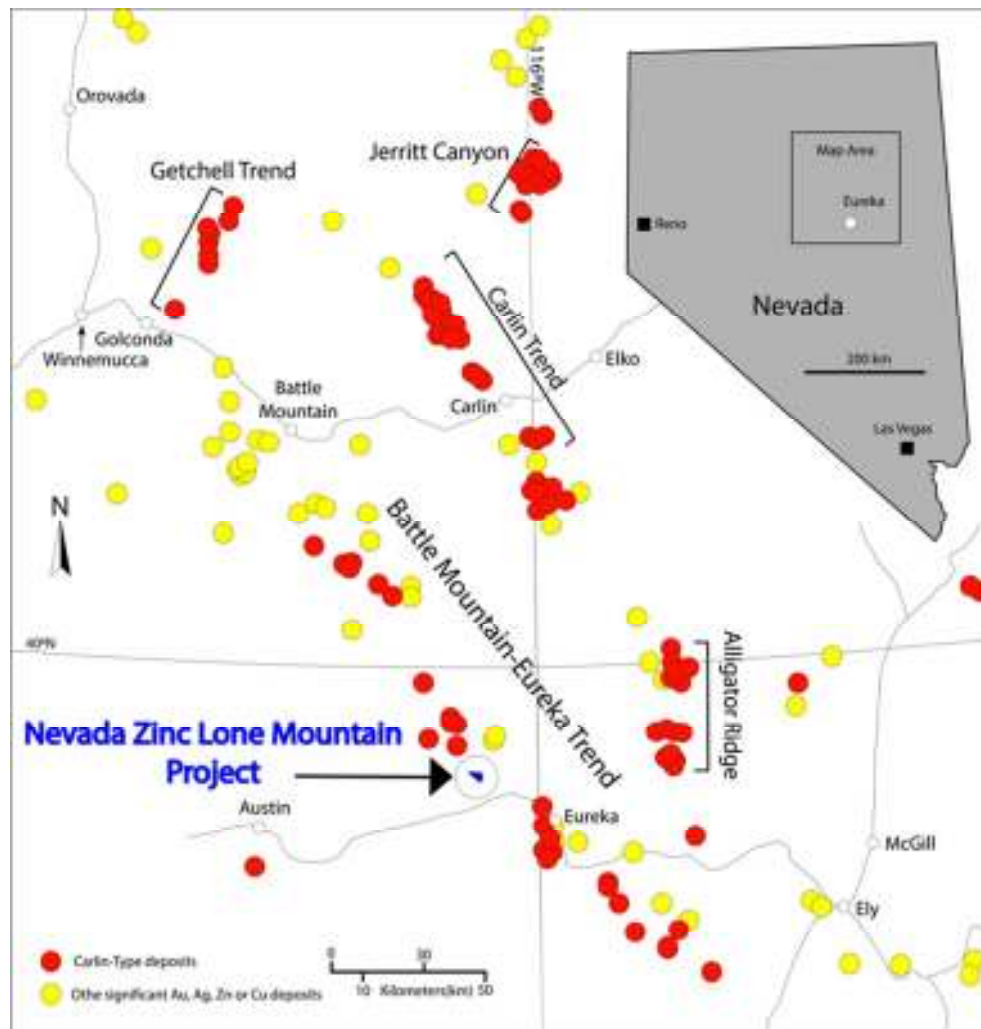 116ºW
Orovada
Getchell Trend
Jerritt Canyon
Map Area
Eureka
Reno
Nevada
200 km
Las Vegas
Carlin Trend
Golconda
Winnemucca
Elko
Battle
Mountain
Carlin
N
Battle Mountain-Eureka Trend
40ºN
Alligator Ridge
Nevada Zinc Lone Mountain
Project
Austin
Eureka
McGill
Ely
Carlin-Type deposits
Othe significant Au, Ag, Zn or Cu deposits
0
30
10
Kilometers(km)
50